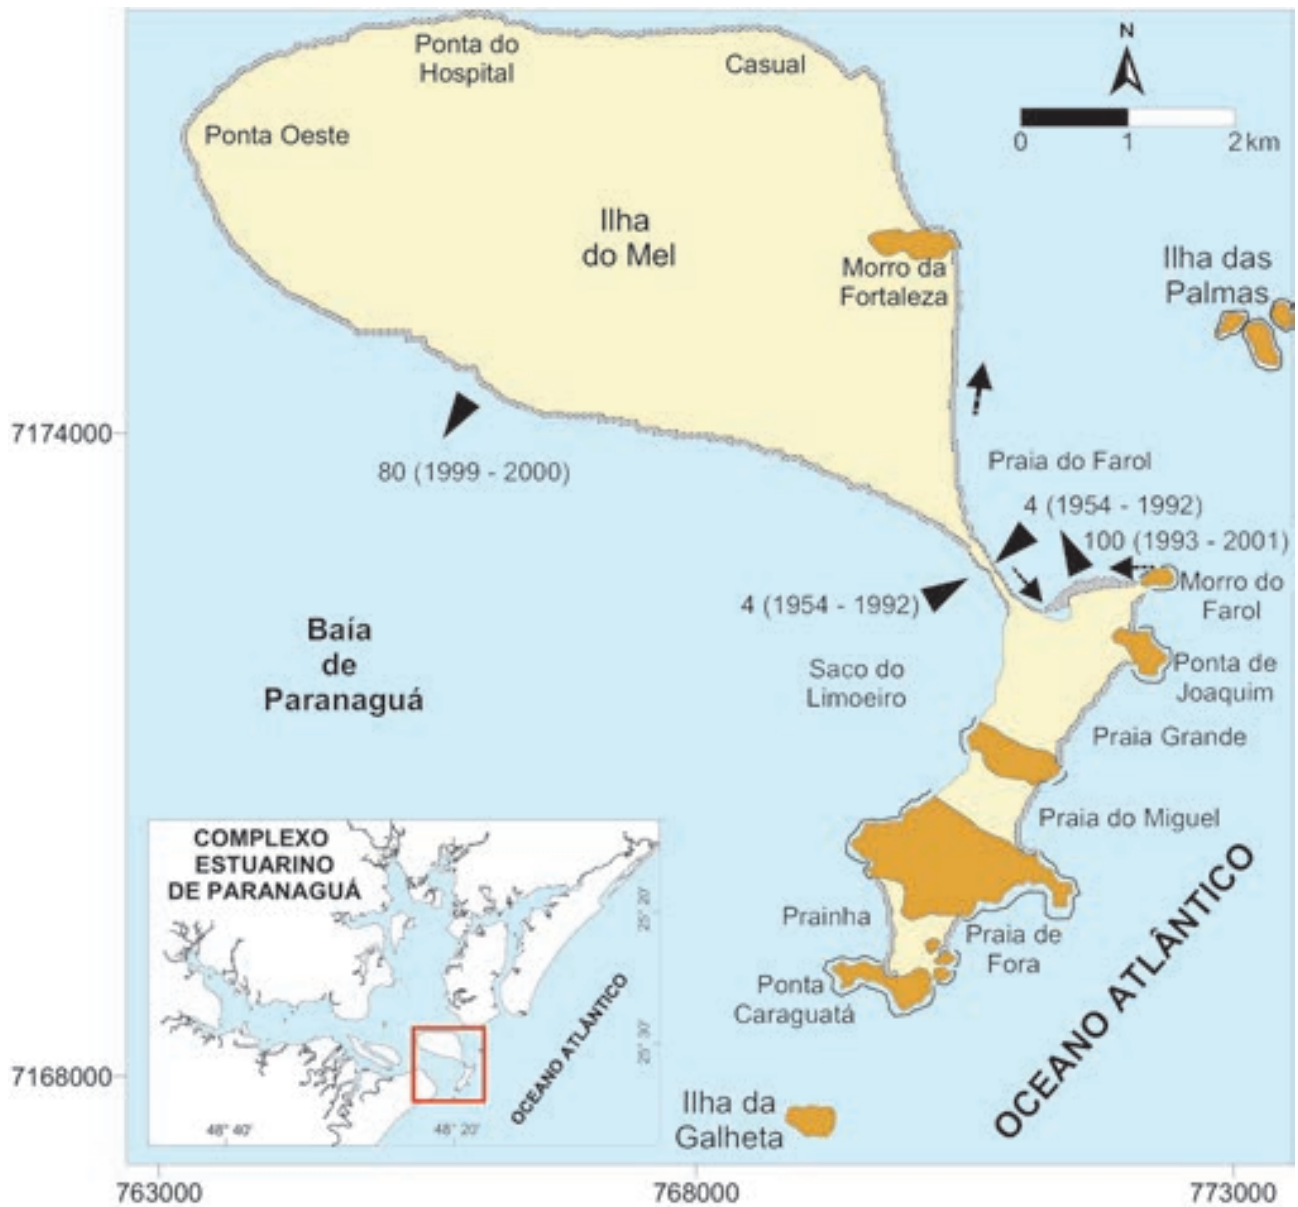 Ponta do
Hospital
Casual
N
Ponta Oeste
0 1 2 km
Ilha
do Mel
Morro da
Fortaleza
Ilha das
Palmas
7174000
80 (1999 - 2000)
Praia do Farol
4 (1954 - 1992)
100 (1993 - 2001)
4 (1954 - 1992)
Morro do
Farol
Baía
de
Paranaguá
Saco do
Limoeiro
Ponta de
Joaquim
Praia Grande
Praia do Miguel
COMPLEXO
ESTUARINO
DE PARANAGUÁ
25 20'
25 30'
OCEANO ATLÂNTICO
48° 40'
48° 20'
Prainha
Praia de
Fora
Ponta
Caraguatá
OCEANO ATLÂNTICO
7168000
Ilha da
Galheta
763000 768000 773000